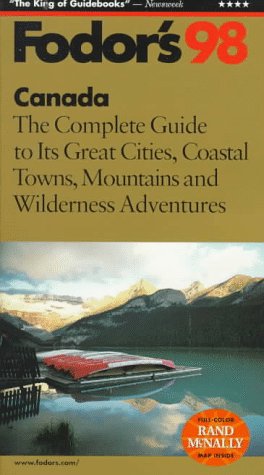 "The King of Guidebooks" — Newsweek
★★★★
Fodor's 98
Canada
The Complete Guide
to Its Great Cities, Coastal
Towns, Mountains and
Wilderness Adventures
FULL-COLOR
RAND
McNALLY
MAP INSIDE
www.fodors.com/